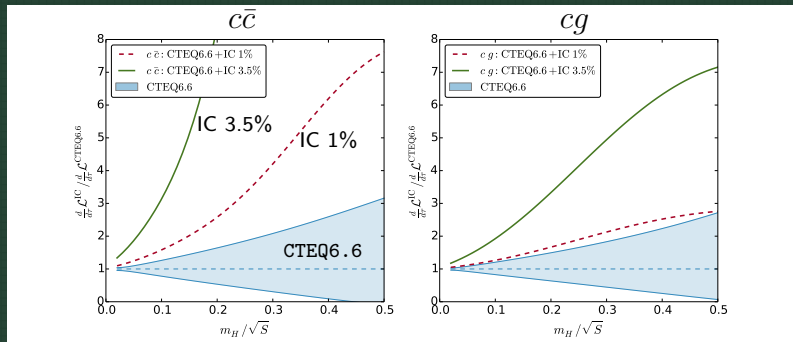 c c̄
8
7
6
5
4
3
2
1
0
0.0 0.1 0.2 0.3 0.4 0.5
m_H/√S
d/dτ 𝓛^IC / d/dτ 𝓛^CTEQ6.6
c c̄ : CTEQ6.6+IC 1%
c c̄ : CTEQ6.6+IC 3.5%
CTEQ6.6
IC 3.5%
IC 1%
CTEQ6.6
cg
8
7
6
5
4
3
2
1
0
0.0 0.1 0.2 0.3 0.4 0.5
m_H/√S
d/dτ 𝓛^IC / d/dτ 𝓛^CTEQ6.6
c g : CTEQ6.6+IC 1%
c g : CTEQ6.6+IC 3.5%
CTEQ6.6